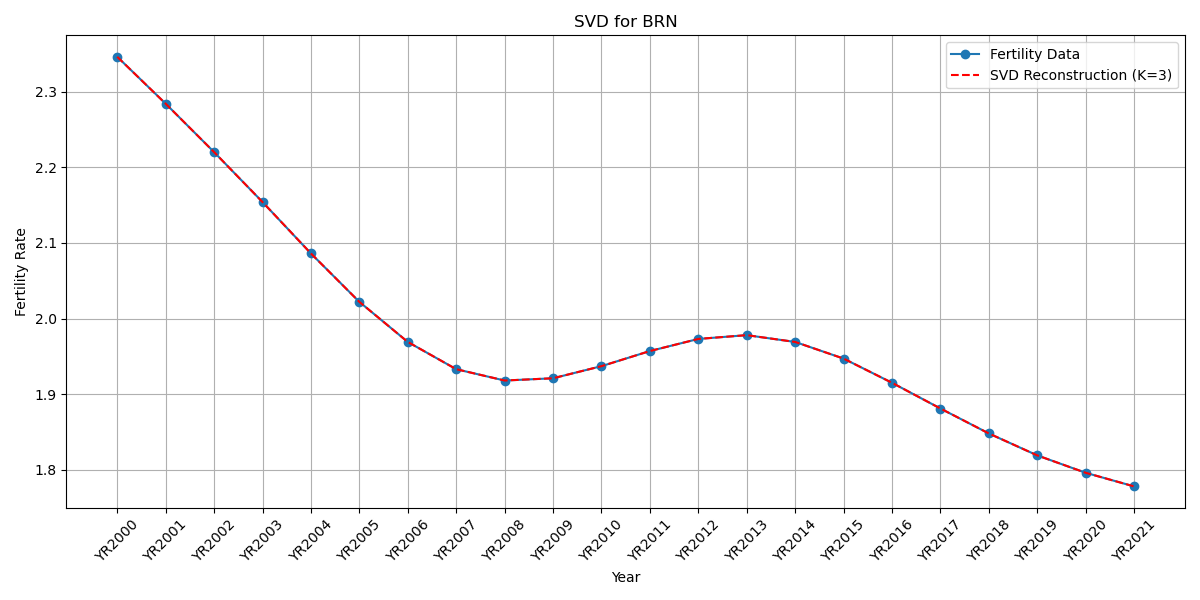 SVD for BRN
Fertility Data
SVD Reconstruction (K=3)
Fertility Rate
2.3
2.2
2.1
2.0
1.9
1.8
YR2000
YR2001
YR2002
YR2003
YR2004
YR2005
YR2006
YR2007
YR2008
YR2009
YR2010
YR2011
YR2012
YR2013
YR2014
YR2015
YR2016
YR2017
YR2018
YR2019
YR2020
YR2021
Year